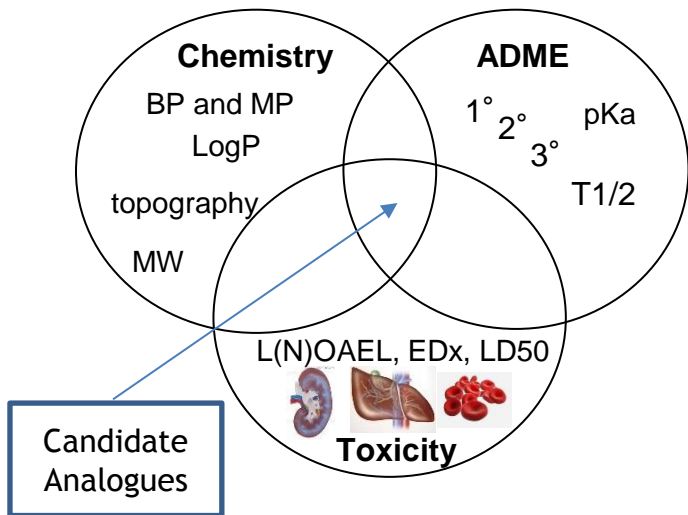 Chemistry
BP and MP
LogP
topography
MW
ADME
1° 2° 3°
pKa
T1/2
L(N)OAEL, EDx, LD50
Toxicity
Candidate
Analogues